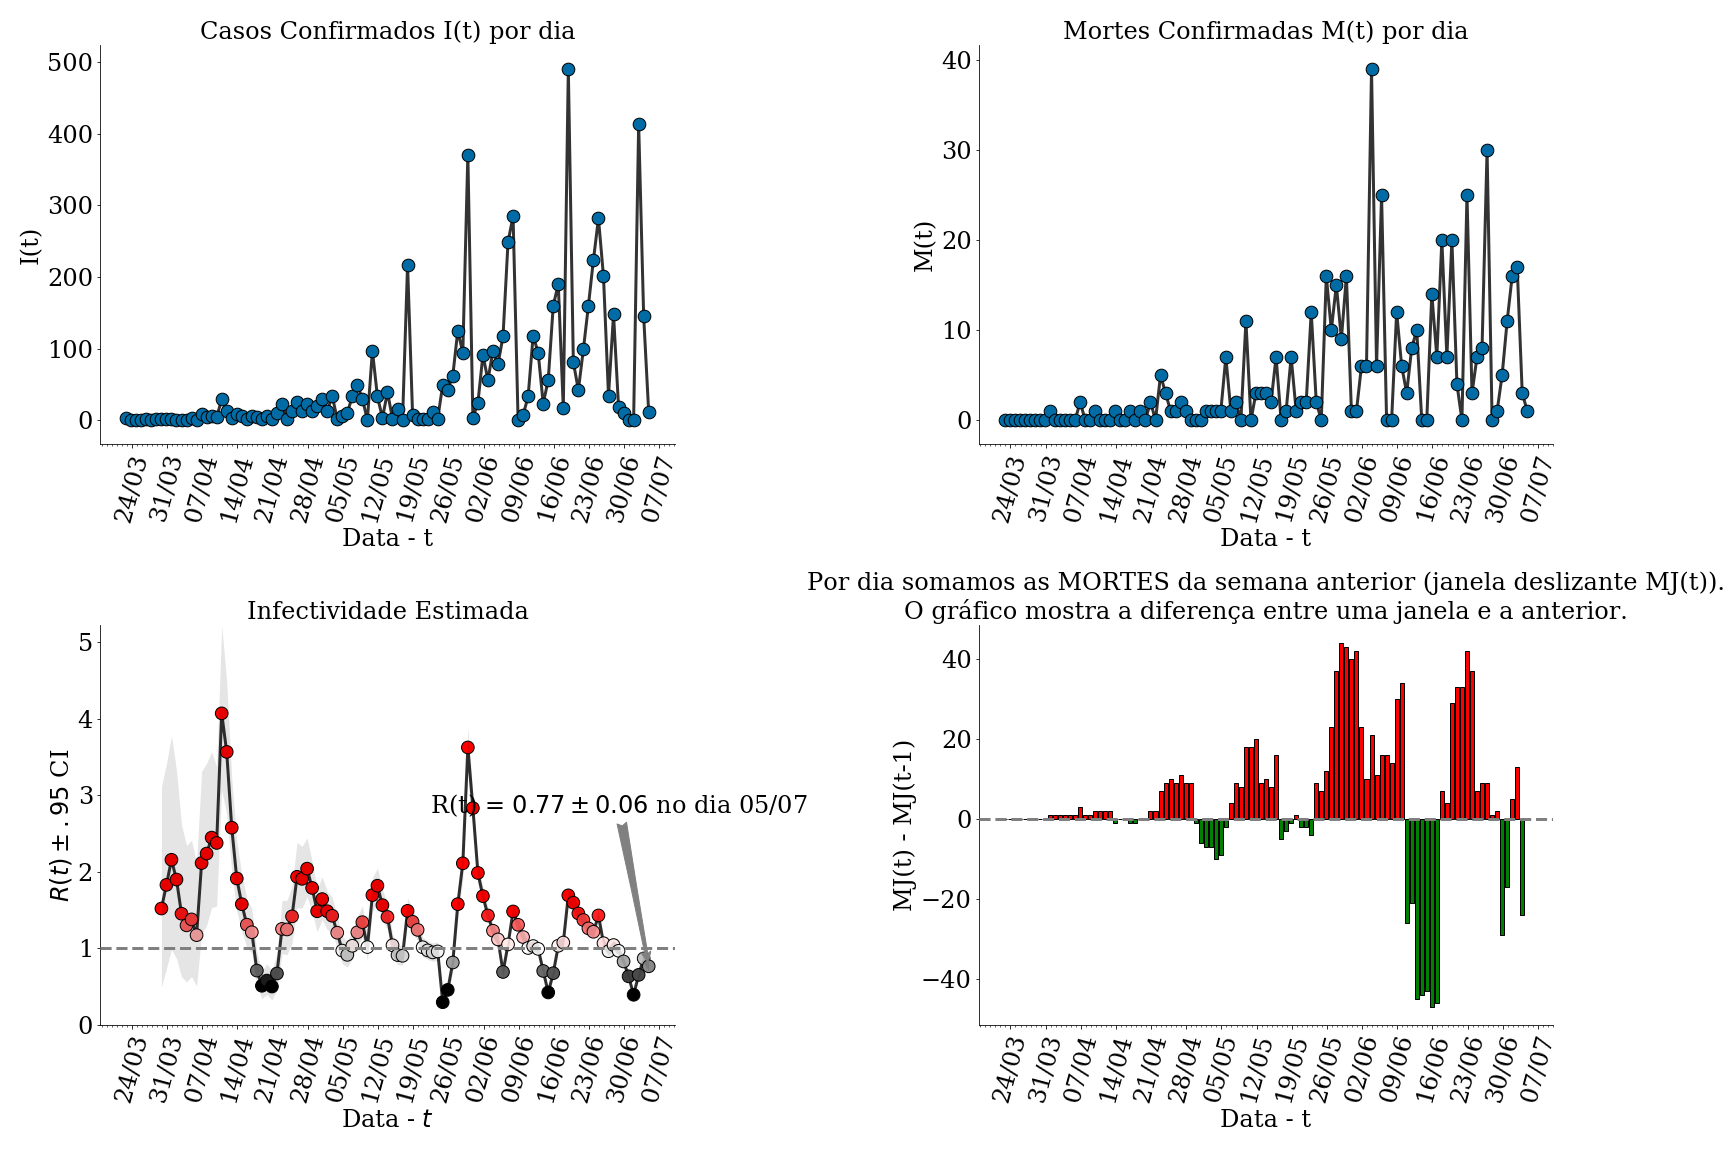 Casos Confirmados I(t) por dia
500
400
300
200
100
0
I(t)
24/03 31/03 07/04 14/04 21/04 28/04 05/05 12/05 19/05 26/05 02/06 09/06 16/06 23/06 30/06 07/07
Data - t
Mortes Confirmadas M(t) por dia
40
30
20
10
0
M(t)
24/03 31/03 07/04 14/04 21/04 28/04 05/05 12/05 19/05 26/05 02/06 09/06 16/06 23/06 30/06 07/07
Data - t
Infectividade Estimada
5
4
3
2
1
0
R(t) ± .95 CI
R(t) = 0.77 ± 0.06 no dia 05/07
24/03 31/03 07/04 14/04 21/04 28/04 05/05 12/05 19/05 26/05 02/06 09/06 16/06 23/06 30/06 07/07
Data - t
Por dia somamos as MORTES da semana anterior (janela deslizante MJ(t)).
O gráfico mostra a diferença entre uma janela e a anterior.
40
20
0
−20
−40
MJ(t) - MJ(t-1)
24/03 31/03 07/04 14/04 21/04 28/04 05/05 12/05 19/05 26/05 02/06 09/06 16/06 23/06 30/06 07/07
Data - t